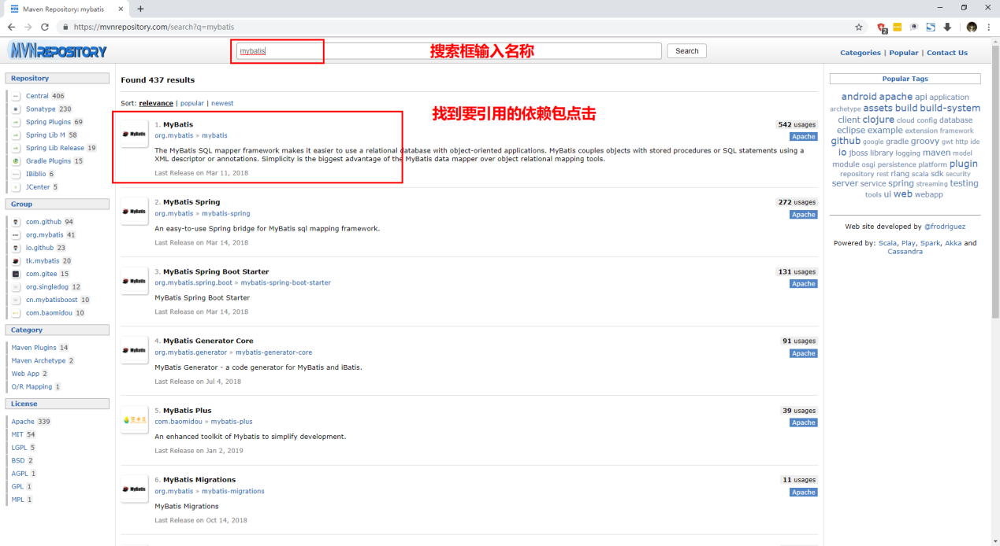 Maven Repository: mybatis
https://mvnrepository.com/search?q=mybatis
MVNREPOSITORY
mybatis
搜索框输入名称
Search
Categories | Popular | Contact Us
Repository
Central 406
Sonatype 230
Spring Plugins 69
Spring Lib M 58
Spring Lib Release 19
Gradle Plugins 15
IBiblio 6
JCenter 5
Group
com.github 94
org.mybatis 41
io.github 23
tk.mybatis 20
com.gitee 15
org.singledog 12
cn.mybatisboost 10
com.baomidou 10
Category
Maven Plugins 14
Maven Archetype 2
Web App 2
O/R Mapping 1
License
Apache 339
MIT 54
LGPL 5
BSD 2
AGPL 1
GPL 1
MPL 1
Found 437 results
Sort: relevance | popular | newest
找到要引用的依赖包点击
MyBatis
1. MyBatis
542 usages
org.mybatis » mybatis
Apache
The MyBatis SQL mapper framework makes it easier to use a relational database with object-oriented applications. MyBatis couples objects with stored procedures or SQL statements using a
XML descriptor or annotations. Simplicity is the biggest advantage of the MyBatis data mapper over object relational mapping tools.
Last Release on Mar 11, 2018
MyBatis
2. MyBatis Spring
272 usages
org.mybatis » mybatis-spring
Apache
An easy-to-use Spring bridge for MyBatis sql mapping framework.
Last Release on Mar 14, 2018
MyBatis
3. MyBatis Spring Boot Starter
131 usages
org.mybatis.spring.boot » mybatis-spring-boot-starter
Apache
MyBatis Spring Boot Starter
Last Release on Mar 14, 2018
MyBatis
4. MyBatis Generator Core
91 usages
org.mybatis.generator » mybatis-generator-core
Apache
MyBatis Generator - a code generator for MyBatis and iBatis.
Last Release on Jul 4, 2018
5. MyBatis Plus
39 usages
com.baomidou » mybatis-plus
Apache
An enhanced toolkit of Mybatis to simplify development.
Last Release on Jan 2, 2019
MyBatis
6. MyBatis Migrations
11 usages
org.mybatis » mybatis-migrations
Apache
MyBatis Migrations
Last Release on Oct 14, 2018
Popular Tags
android apache api application
archetype assets build build-system
client clojure cloud config database
eclipse example extension framework
github google gradle groovy gwt http ide
io jboss library logging maven model
module osgi persistence platform plugin
repository rest rlang scala sdk security
server service spring streaming testing
tools ui web webapp
Web site developed by @frodriguez
Powered by: Scala, Play, Spark, Akka and
Cassandra